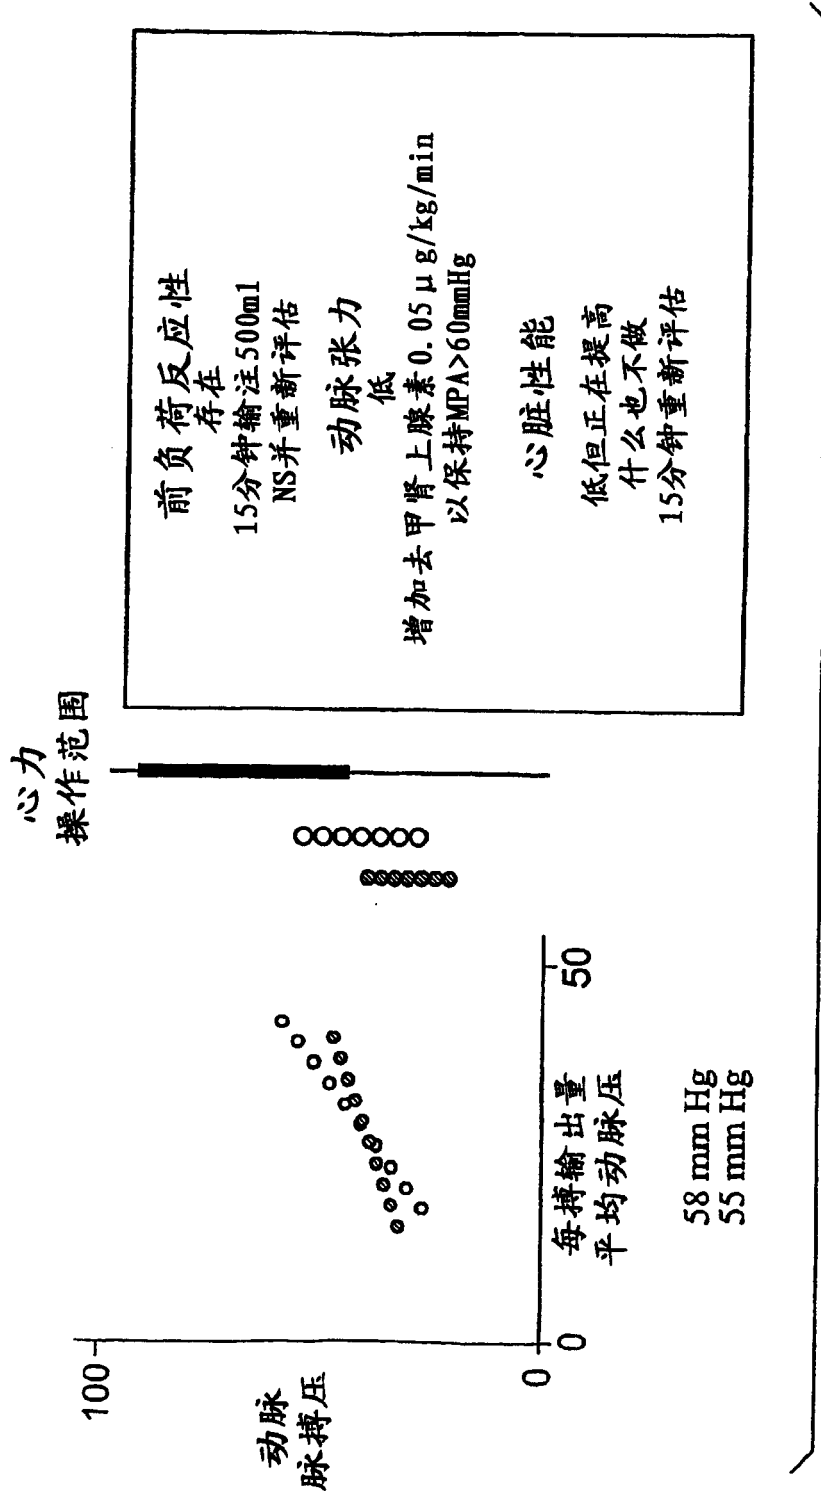 心力
操作范围
100
动脉
脉搏压
0
0
50
每搏输出量
平均动脉压
58 mm Hg
55 mm Hg
前负荷反应性
存在
15分钟输注500ml
NS并重新评估
动脉张力
低
增加去甲肾上腺素0.05μg/kg/min
以保持MPA>60mmHg
心脏性能
低但正在提高
什么也不做
15分钟重新评估